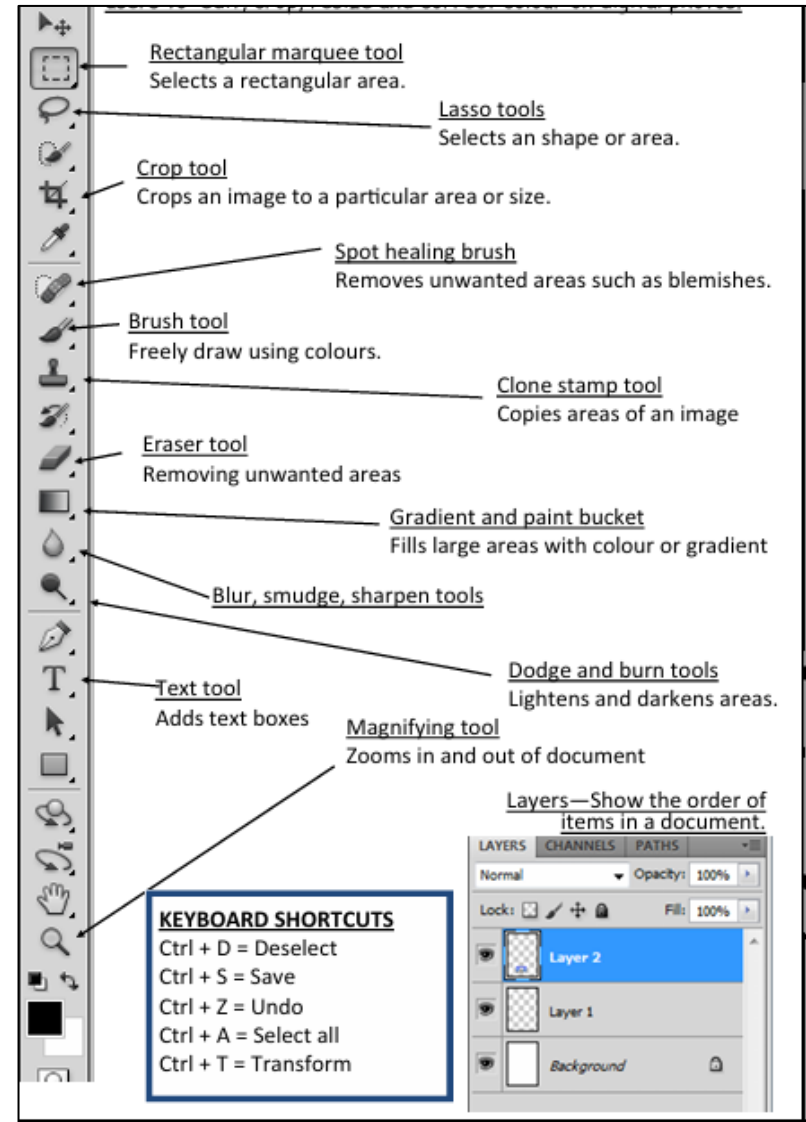 Rectangular marquee tool
Selects a rectangular area.
Lasso tools
Selects an shape or area.
Crop tool
Crops an image to a particular area or size.
Spot healing brush
Removes unwanted areas such as blemishes.
Brush tool
Freely draw using colours.
Clone stamp tool
Copies areas of an image
Eraser tool
Removing unwanted areas
Gradient and paint bucket
Fills large areas with colour or gradient
Blur, smudge, sharpen tools
Dodge and burn tools
Lightens and darkens areas.
Text tool
Adds text boxes
Magnifying tool
Zooms in and out of document
Layers—Show the order of
items in a document.
LAYERS CHANNELS PATHS
Normal Opacity: 100%
Lock: Fill: 100%
Layer 2
Layer 1
Background
KEYBOARD SHORTCUTS
Ctrl + D = Deselect
Ctrl + S = Save
Ctrl + Z = Undo
Ctrl + A = Select all
Ctrl + T = Transform